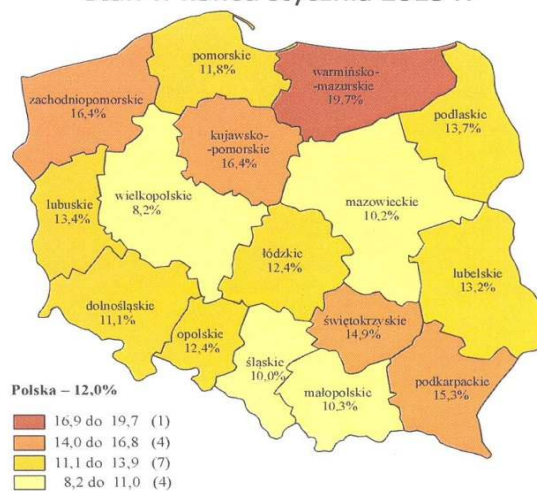 Stan w końcu stycznia
pomorskie
11,8%
warmińsko-
-mazurskie
19,7%
zachodniopomorskie
16,4%
podlaskie
13,7%
kujawsko-
-pomorskie
16,4%
wielkopolskie
8,2%
mazowieckie
10,2%
lubuskie
13,4%
łódzkie
12,4%
lubelskie
13,2%
dolnośląskie
11,1%
opolskie
12,4%
świętokrzyskie
14,9%
śląskie
10,0%
małopolskie
10,3%
podkarpackie
15,3%
Polska – 12,0%
16,9 do 19,7 (1)
14,0 do 16,8 (4)
11,1 do 13,9 (7)
8,2 do 11,0 (4)